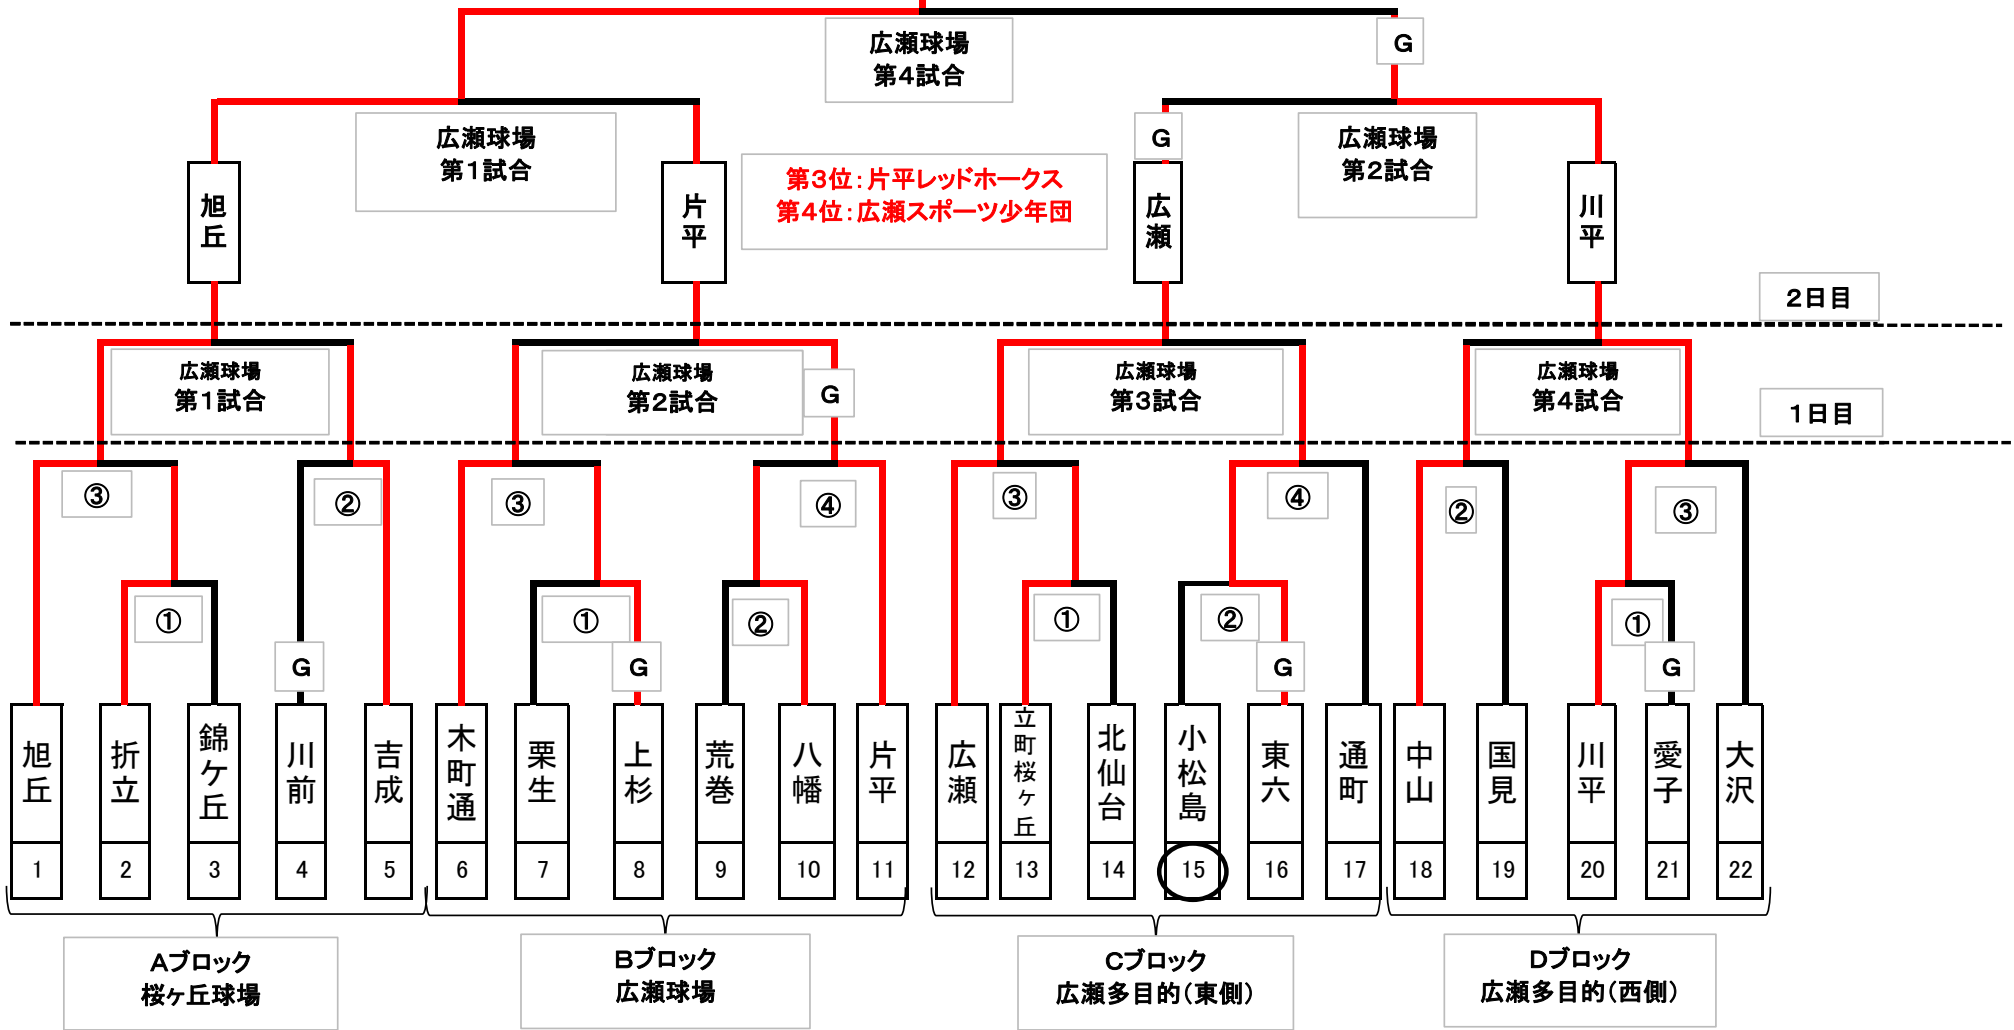 広瀬球場
第4試合
G
広瀬球場
第1試合
G
広瀬球場
第2試合
第3位：片平レッドホークス
第4位：広瀬スポーツ少年団
旭丘
片平
広瀬
川平
2日目
広瀬球場
第1試合
広瀬球場
第2試合
G
広瀬球場
第3試合
広瀬球場
第4試合
1日目
③
②
③
④
③
④
②
③
①
①
②
①
②
①
G
G
G
G
旭丘
折立
錦ケ丘
川前
吉成
木町通
栗生
上杉
荒巻
八幡
片平
広瀬
立町桜ヶ丘
北仙台
小松島
東六
通町
中山
国見
川平
愛子
大沢
1
2
3
4
5
6
7
8
9
10
11
12
13
14
15
16
17
18
19
20
21
22
Aブロック
桜ヶ丘球場
Bブロック
広瀬球場
Cブロック
広瀬多目的（東側）
Dブロック
広瀬多目的（西側）